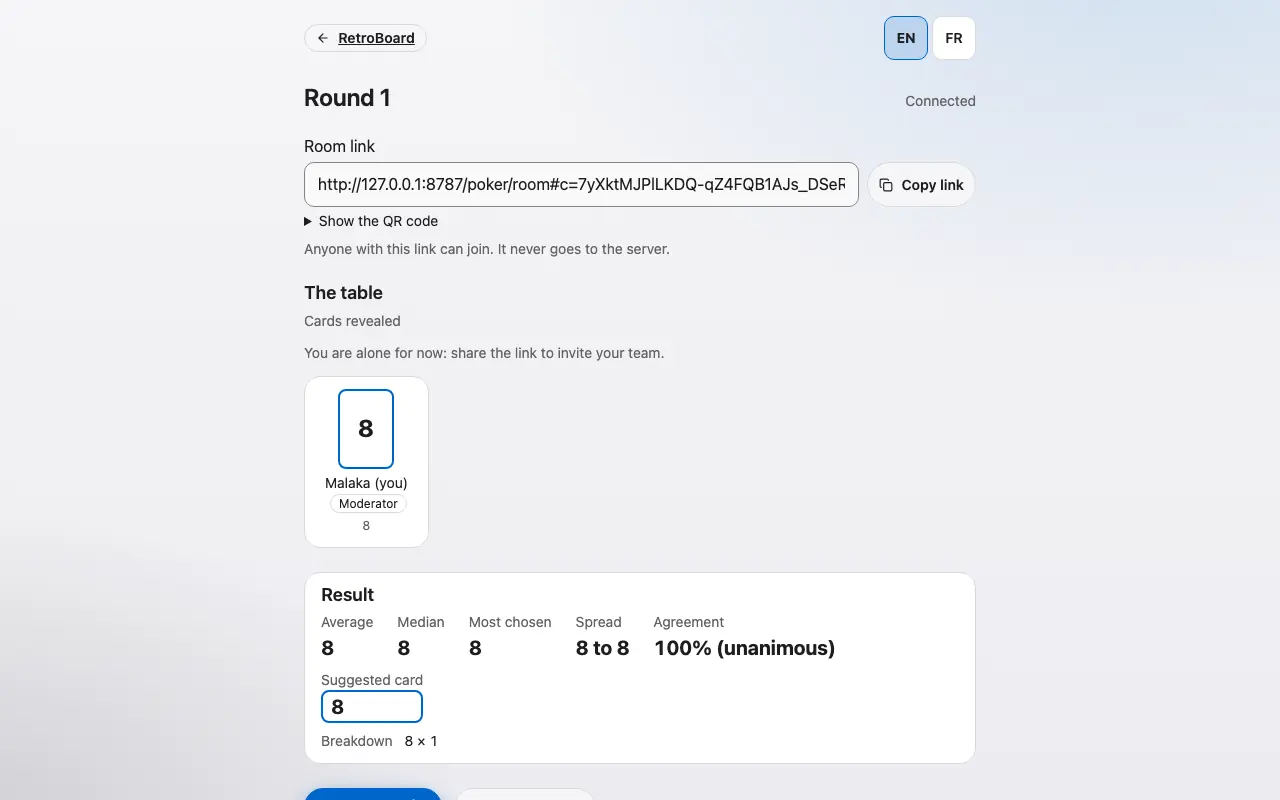 RetroBoard
EN
FR
Round 1
Connected
Room link
http://127.0.0.1:8787/poker/room#c=7yXktMJPlLKDQ-qZ4FQB1AJs_DSeR
Copy link
Show the QR code
Anyone with this link can join. It never goes to the server.
The table
Cards revealed
You are alone for now: share the link to invite your team.
8
Malaka (you)
Moderator
8
Result
Average Median Most chosen Spread Agreement
8 8 8 8 to 8 100% (unanimous)
Suggested card
8
Breakdown 8 × 1